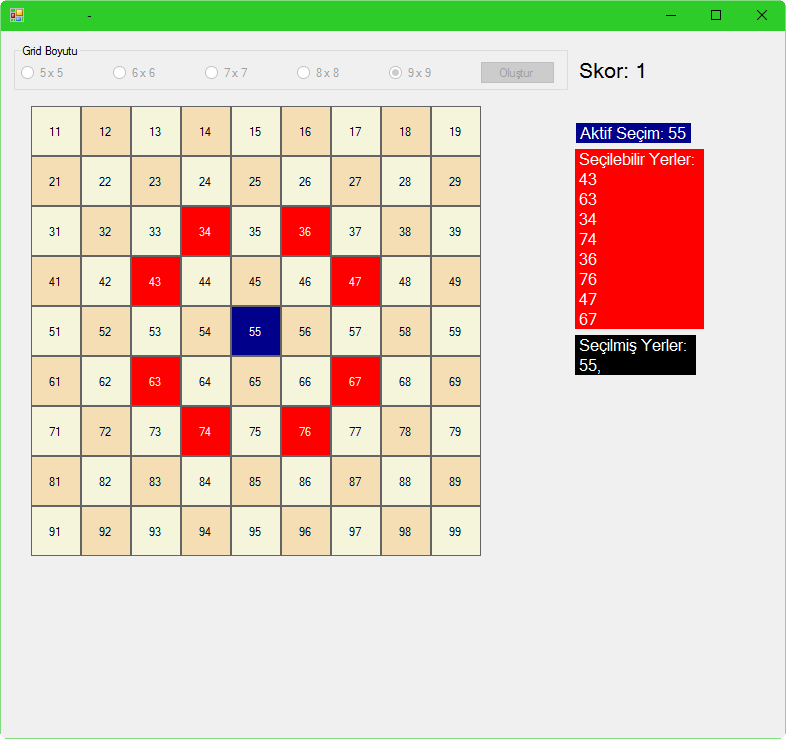 -
Grid Boyutu
5 x 5 6 x 6 7 x 7 8 x 8 9 x 9 Oluştur
Skor: 1
11 12 13 14 15 16 17 18 19
21 22 23 24 25 26 27 28 29
31 32 33 34 35 36 37 38 39
41 42 43 44 45 46 47 48 49
51 52 53 54 55 56 57 58 59
61 62 63 64 65 66 67 68 69
71 72 73 74 75 76 77 78 79
81 82 83 84 85 86 87 88 89
91 92 93 94 95 96 97 98 99
Aktif Seçim: 55
Seçilebilir Yerler:
43
63
34
74
36
76
47
67
Seçilmiş Yerler:
55,